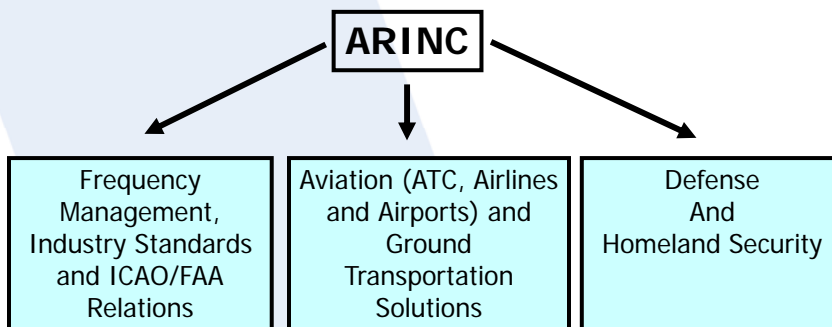 ARINC
Frequency
Management,
Industry Standards
and ICAO/FAA
Relations
Aviation (ATC, Airlines
and Airports) and
Ground
Transportation
Solutions
Defense
And
Homeland Security